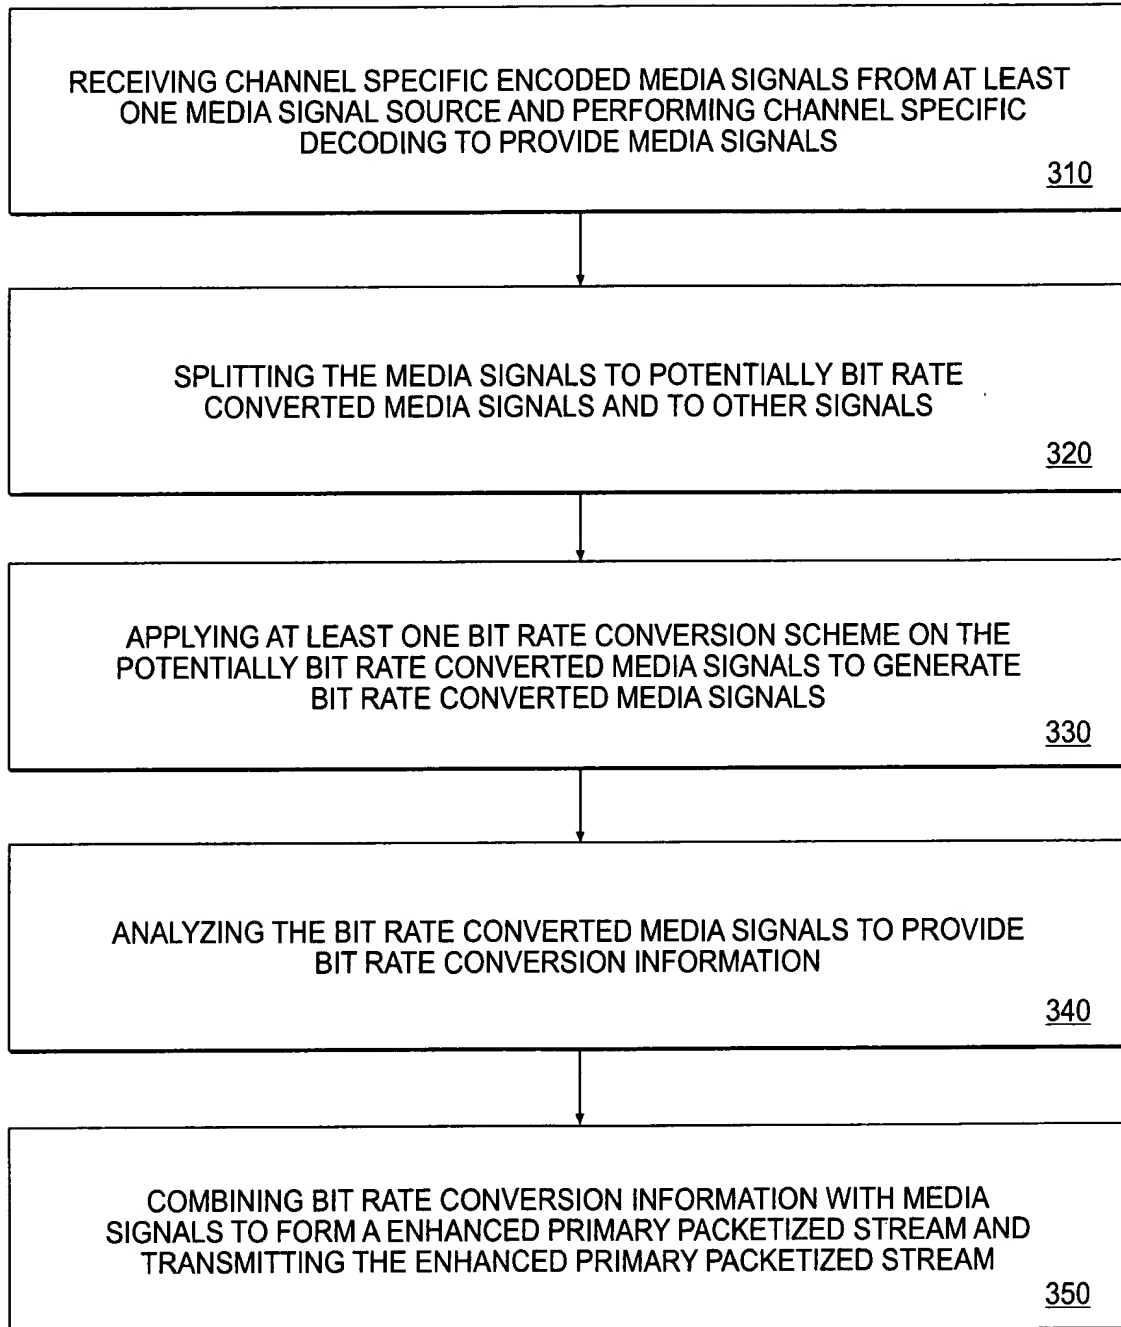 RECEIVING CHANNEL SPECIFIC ENCODED MEDIA SIGNALS FROM AT LEAST
ONE MEDIA SIGNAL SOURCE AND PERFORMING CHANNEL SPECIFIC
DECODING TO PROVIDE MEDIA SIGNALS
310
SPLITTING THE MEDIA SIGNALS TO POTENTIALLY BIT RATE
CONVERTED MEDIA SIGNALS AND TO OTHER SIGNALS
320
APPLYING AT LEAST ONE BIT RATE CONVERSION SCHEME ON THE
POTENTIALLY BIT RATE CONVERTED MEDIA SIGNALS TO GENERATE
BIT RATE CONVERTED MEDIA SIGNALS
330
ANALYZING THE BIT RATE CONVERTED MEDIA SIGNALS TO PROVIDE
BIT RATE CONVERSION INFORMATION
340
COMBINING BIT RATE CONVERSION INFORMATION WITH MEDIA
SIGNALS TO FORM A ENHANCED PRIMARY PACKETIZED STREAM AND
TRANSMITTING THE ENHANCED PRIMARY PACKETIZED STREAM
350